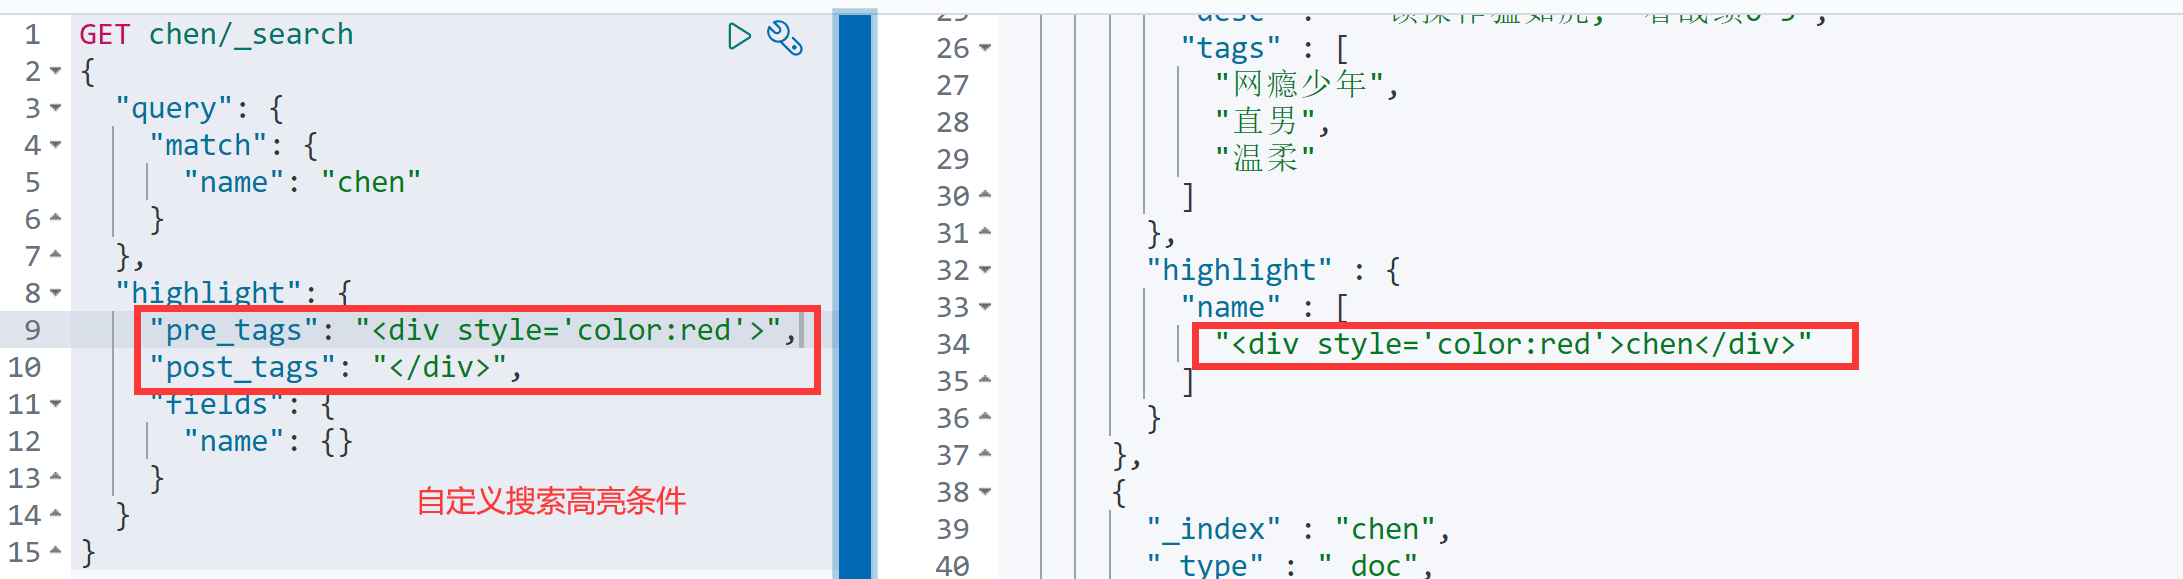 1 GET chen/_search
2 {
3 "query": {
4 "match": {
5 "name": "chen"
6 }
7 },
8 "highlight": {
9 "pre_tags": "<div style='color:red'>",
10 "post_tags": "</div>",
11 "fields": {
12 "name": {}
13 }
14 }
15 }
自定义搜索高亮条件
26 "tags" : [
27 "网瘾少年",
28 "直男",
29 "温柔"
30 ]
31 },
32 "highlight" : {
33 "name" : [
34 "<div style='color:red'>chen</div>"
35 ]
36 }
37 },
38 {
39 "_index" : "chen",
40 "_type" : "_doc",